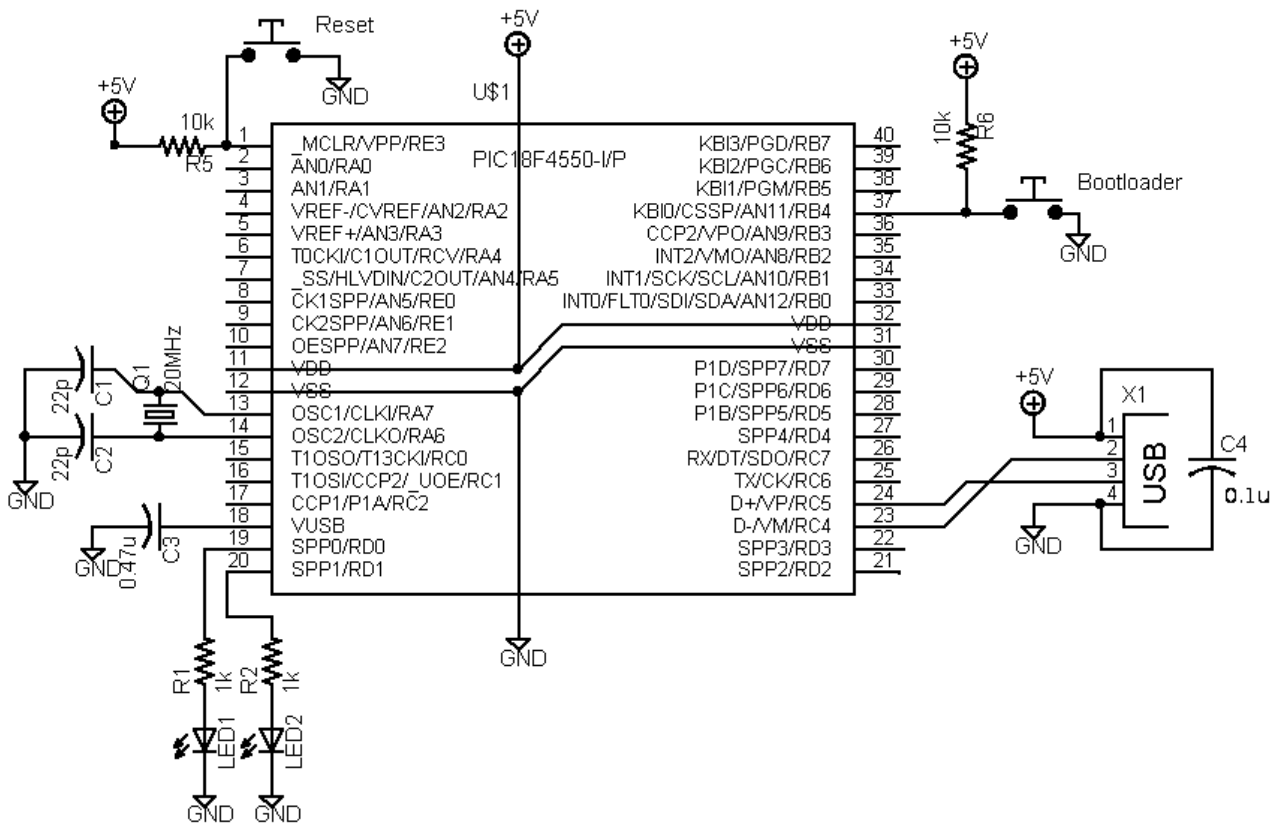 Reset
+5V
GND
+5V
10k
R5
U$1
PIC18F4550-I/P
+5V
10k
R6
Bootloader
GND
1 _MCLR/VPP/RE3
2 AN0/RA0
3 AN1/RA1
4 VREF-/CVREF/AN2/RA2
5 VREF+/AN3/RA3
6 T0CKI/C1OUT/RCV/RA4
7 _SS/HLVDIN/C2OUT/AN4/RA5
8 CK1SPP/AN5/RE0
9 CK2SPP/AN6/RE1
10 OESPP/AN7/RE2
11 VDD
12 VSS
13 OSC1/CLKI/RA7
14 OSC2/CLKO/RA6
15 T1OSO/T13CKI/RC0
16 T1OSI/CCP2/_UOE/RC1
17 CCP1/P1A/RC2
18 VUSB
19 SPP0/RD0
20 SPP1/RD1
KBI3/PGD/RB7 40
KBI2/PGC/RB6 39
KBI1/PGM/RB5 38
KBI0/CSSP/AN11/RB4 37
CCP2/VPO/AN9/RB3 36
INT2/VMO/AN8/RB2 35
INT1/SCK/SCL/AN10/RB1 34
INT0/FLT0/SDI/SDA/AN12/RB0 33
VDD 32
VSS 31
P1D/SPP7/RD7 30
P1C/SPP6/RD6 29
P1B/SPP5/RD5 28
SPP4/RD4 27
RX/DT/SDO/RC7 26
TX/CK/RC6 25
D+/VP/RC5 24
D-/VM/RC4 23
SPP3/RD3 22
SPP2/RD2 21
22p
C1
Q1
20MHz
22p
C2
GND
GND
0.47u
C3
R1
1k
R2
1k
LED1
LED2
GND
GND
GND
+5V
X1
1
2
3
4
USB
C4
0.1u
GND